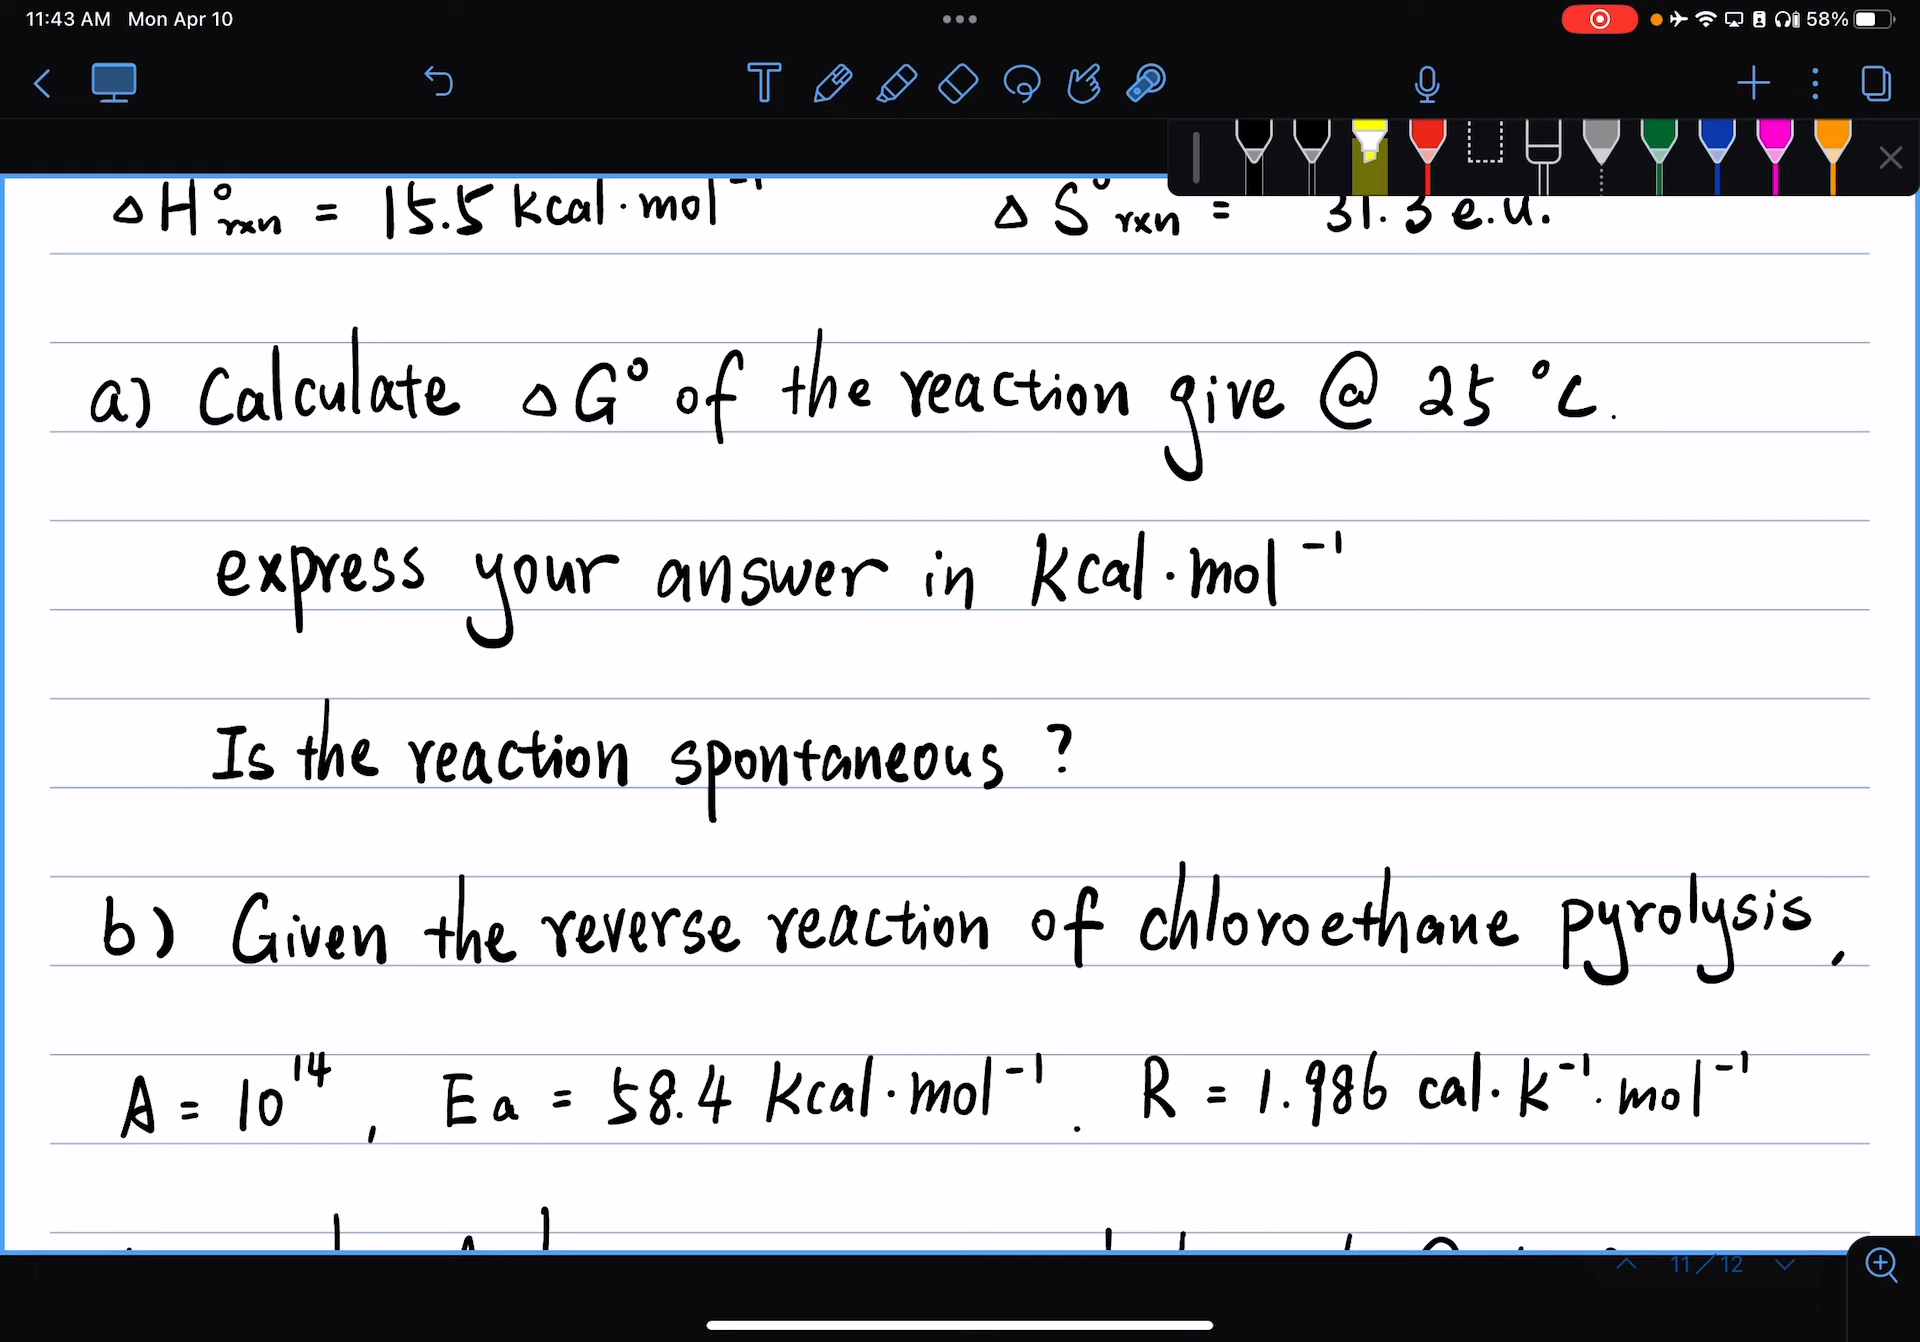 11:43 AM Mon Apr 10
58%
ΔH°rxn = 15.5 kcal·mol⁻¹ ΔS°rxn = 31.3 e.u.
a) Calculate ΔG° of the reaction give @ 25 °C.
express your answer in kcal·mol⁻¹
Is the reaction spontaneous ?
b) Given the reverse reaction of chloroethane pyrolysis,
A = 10¹⁴, Ea = 58.4 kcal·mol⁻¹. R = 1.986 cal·K⁻¹·mol⁻¹
11/12